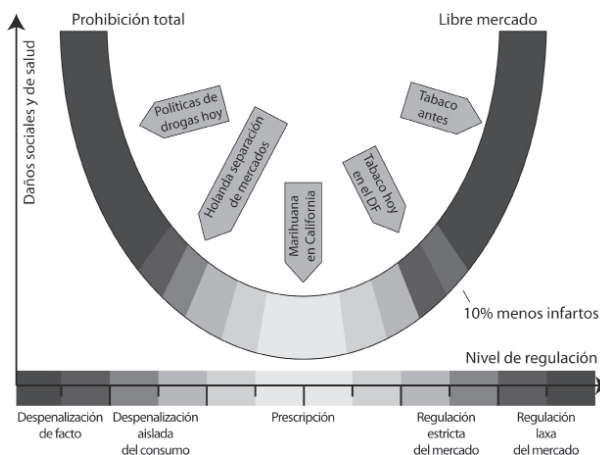 Prohibición total
Libre mercado
Daños sociales y de salud
Políticas de
drogas hoy
Holanda separación
de mercados
Marihuana
en California
Tabaco hoy
en el DF
Tabaco
antes
10% menos infartos
Nivel de regulación
Despenalización
de facto
Despenalización
aislada
del consumo
Prescripción
Regulación
estricta
del mercado
Regulación
laxa
del mercado